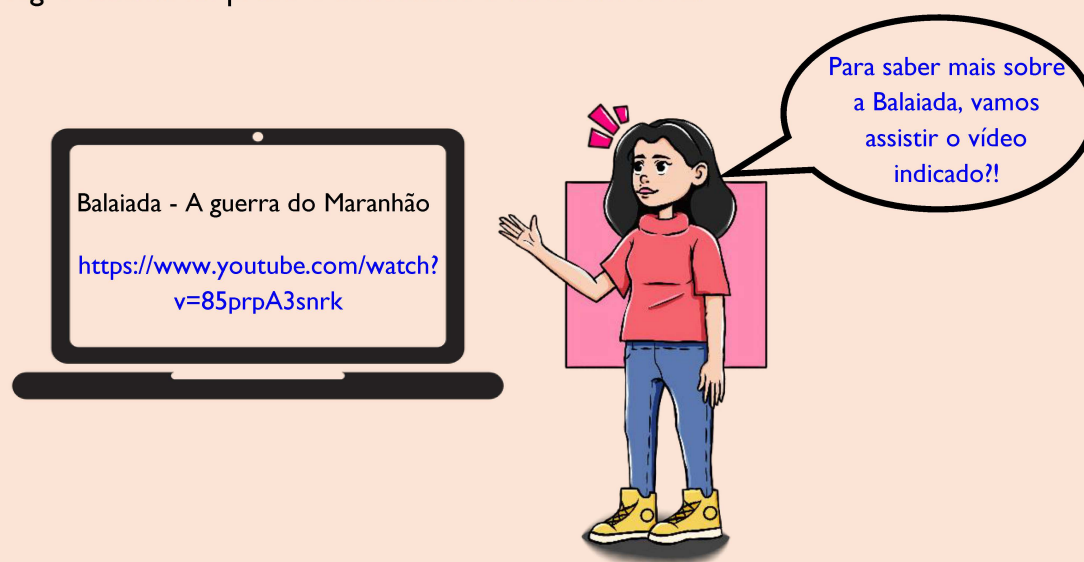 Para saber mais sobre
a Balaiada, vamos
assistir o vídeo
indicado?!
Balaiada - A guerra do Maranhão
https://www.youtube.com/watch?
v=85prpA3snrk